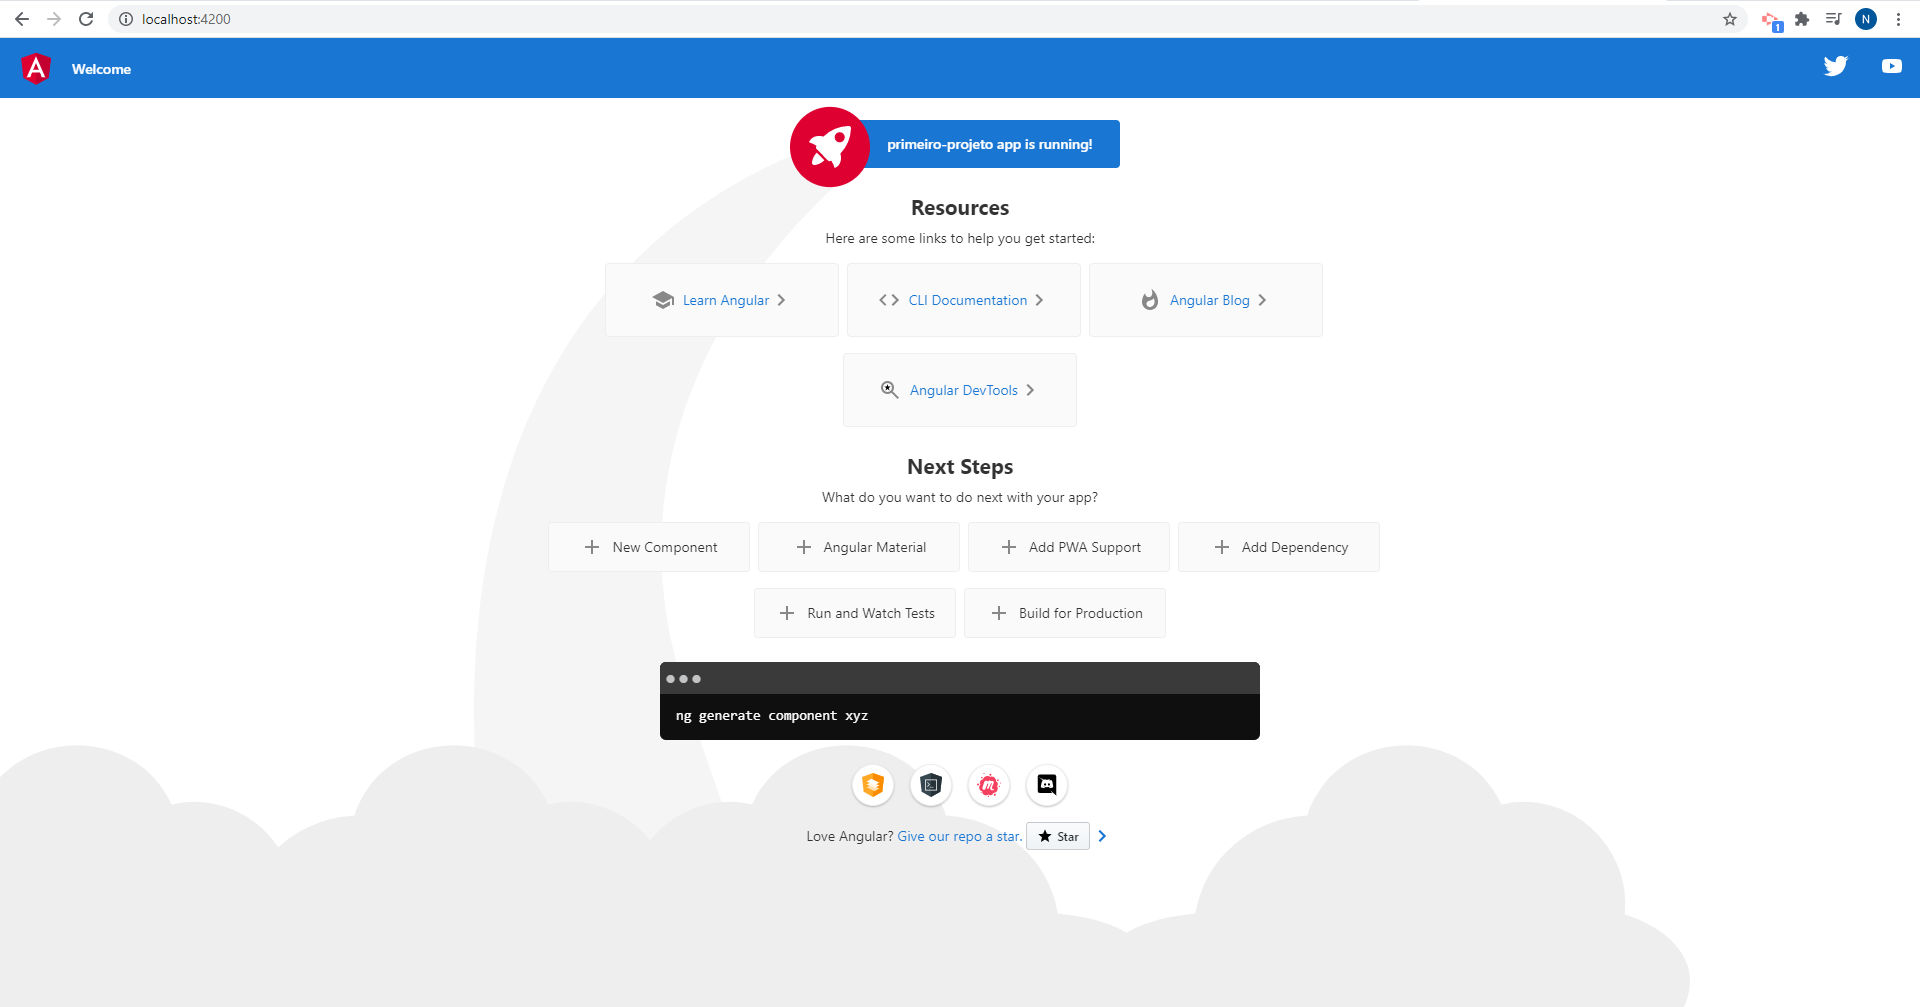 localhost:4200
1
N
Welcome
primeiro-projeto app is running!
Resources
Here are some links to help you get started:
Learn Angular
CLI Documentation
Angular Blog
Angular DevTools
Next Steps
What do you want to do next with your app?
New Component
Angular Material
Add PWA Support
Add Dependency
Run and Watch Tests
Build for Production
ng generate component xyz
Love Angular? Give our repo a star. Star